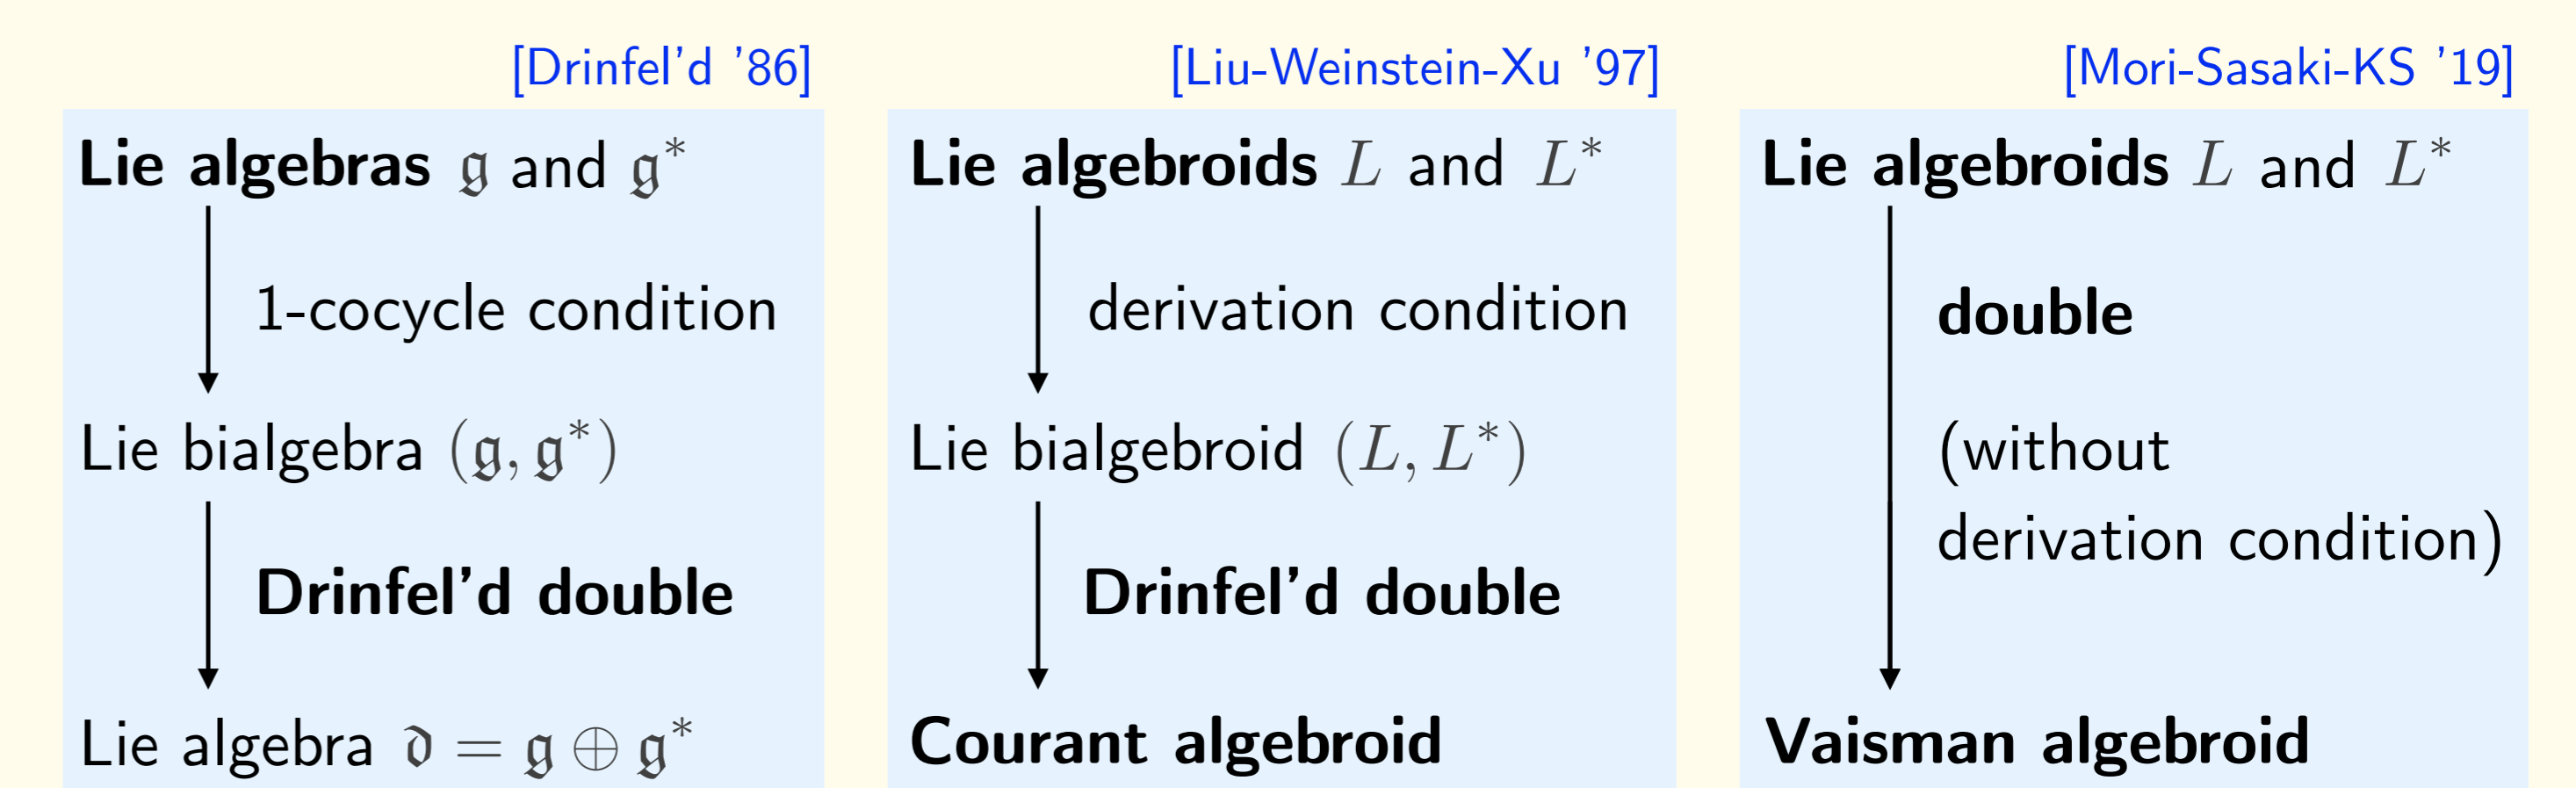 [Drinfel'd '86]
Lie algebras 𝔤 and 𝔤*
1-cocycle condition
Lie bialgebra (𝔤, 𝔤*)
Drinfel'd double
Lie algebra 𝔡 = 𝔤 ⊕ 𝔤*
[Liu-Weinstein-Xu '97]
Lie algebroids L and L*
derivation condition
Lie bialgebroid (L, L*)
Drinfel'd double
Courant algebroid
[Mori-Sasaki-KS '19]
Lie algebroids L and L*
double
(without
derivation condition)
Vaisman algebroid